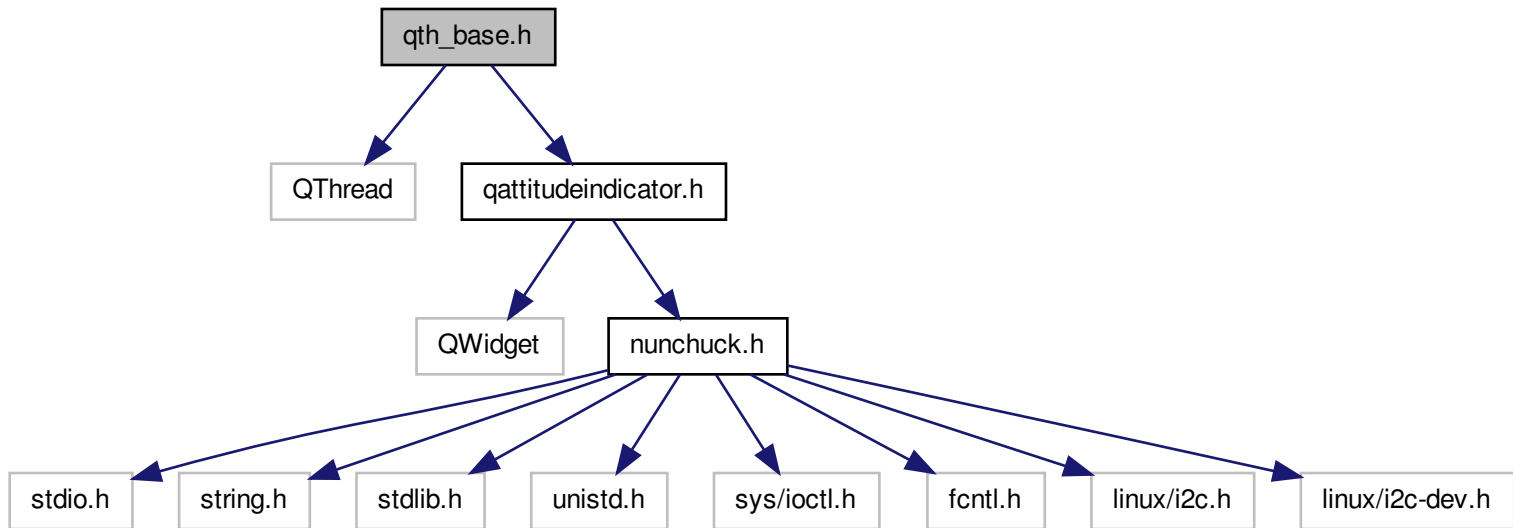 qth_base.h
QThread
qattitudeindicator.h
QWidget
nunchuck.h
stdio.h
string.h
stdlib.h
unistd.h
sys/ioctl.h
fcntl.h
linux/i2c.h
linux/i2c-dev.h